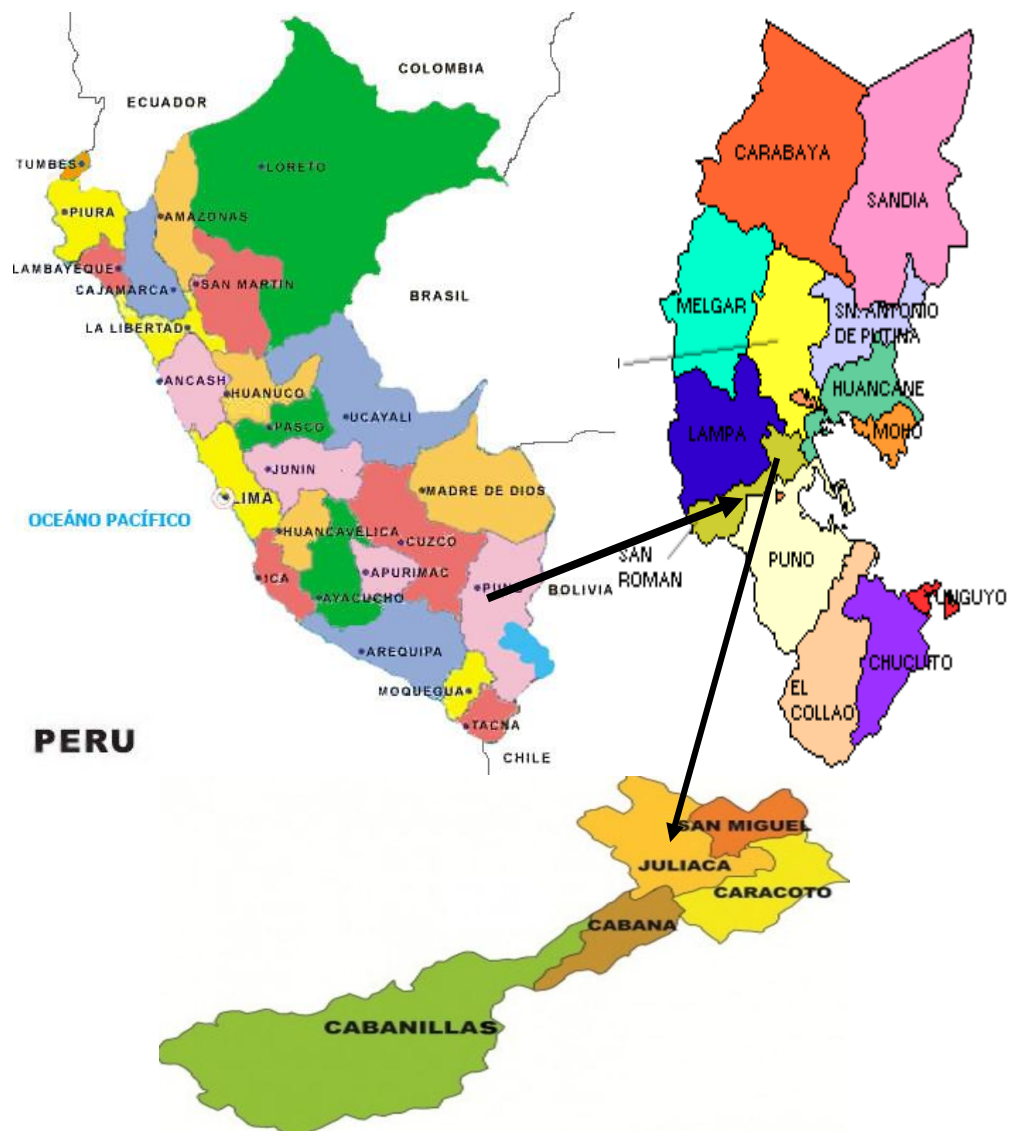 COLOMBIA
ECUADOR
TUMBES
LORETO
PIURA
AMAZONAS
LAMBAYEQUE
CAJAMARCA
SAN MARTIN
BRASIL
LA LIBERTAD
ANCASH
HUANUCO
UCAYALI
PASCO
JUNIN
LIMA
MADRE DE DIOS
OCEÁNO PACÍFICO
HUANCAVELICA
CUZCO
ICA
APURIMAC
AYACUCHO
BOLIVIA
AREQUIPA
MOQUEGUA
TACNA
CHILE
PERU
CARABAYA
SANDIA
MELGAR
SN. ANTONIO
DE PUTINA
HUANCANE
LAMPA
MOHO
SAN
ROMAN
PUNO
CHUCUITO
EL
COLLAO
SAN MIGUEL
JULIACA
CARACOTO
CABANA
CABANILLAS